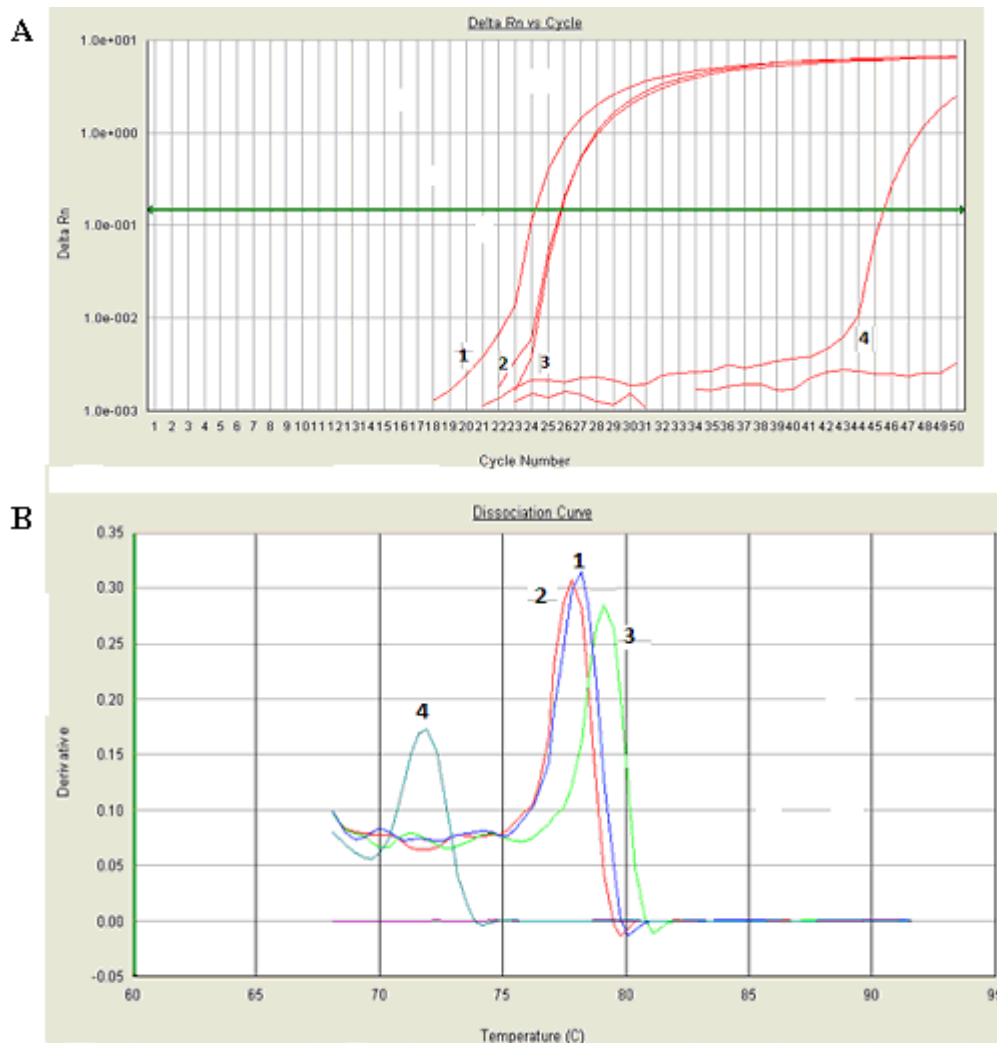 A
Delta Rn vs Cycle
1.0e+001
1.0e+000
1.0e-001
1.0e-002
1.0e-003
Delta Rn
1
2
3
4
1 2 3 4 5 6 7 8 9 10 11 12 13 14 15 16 17 18 19 20 21 22 23 24 25 26 27 28 29 30 31 32 33 34 35 36 37 38 39 40 41 42 43 44 45 46 47 48 49 50
Cycle Number
B
Dissociation Curve
0.35
0.30
0.25
0.20
0.15
0.10
0.05
0.00
-0.05
Derivative
1
2
3
4
60 65 70 75 80 85 90 95
Temperature (C)